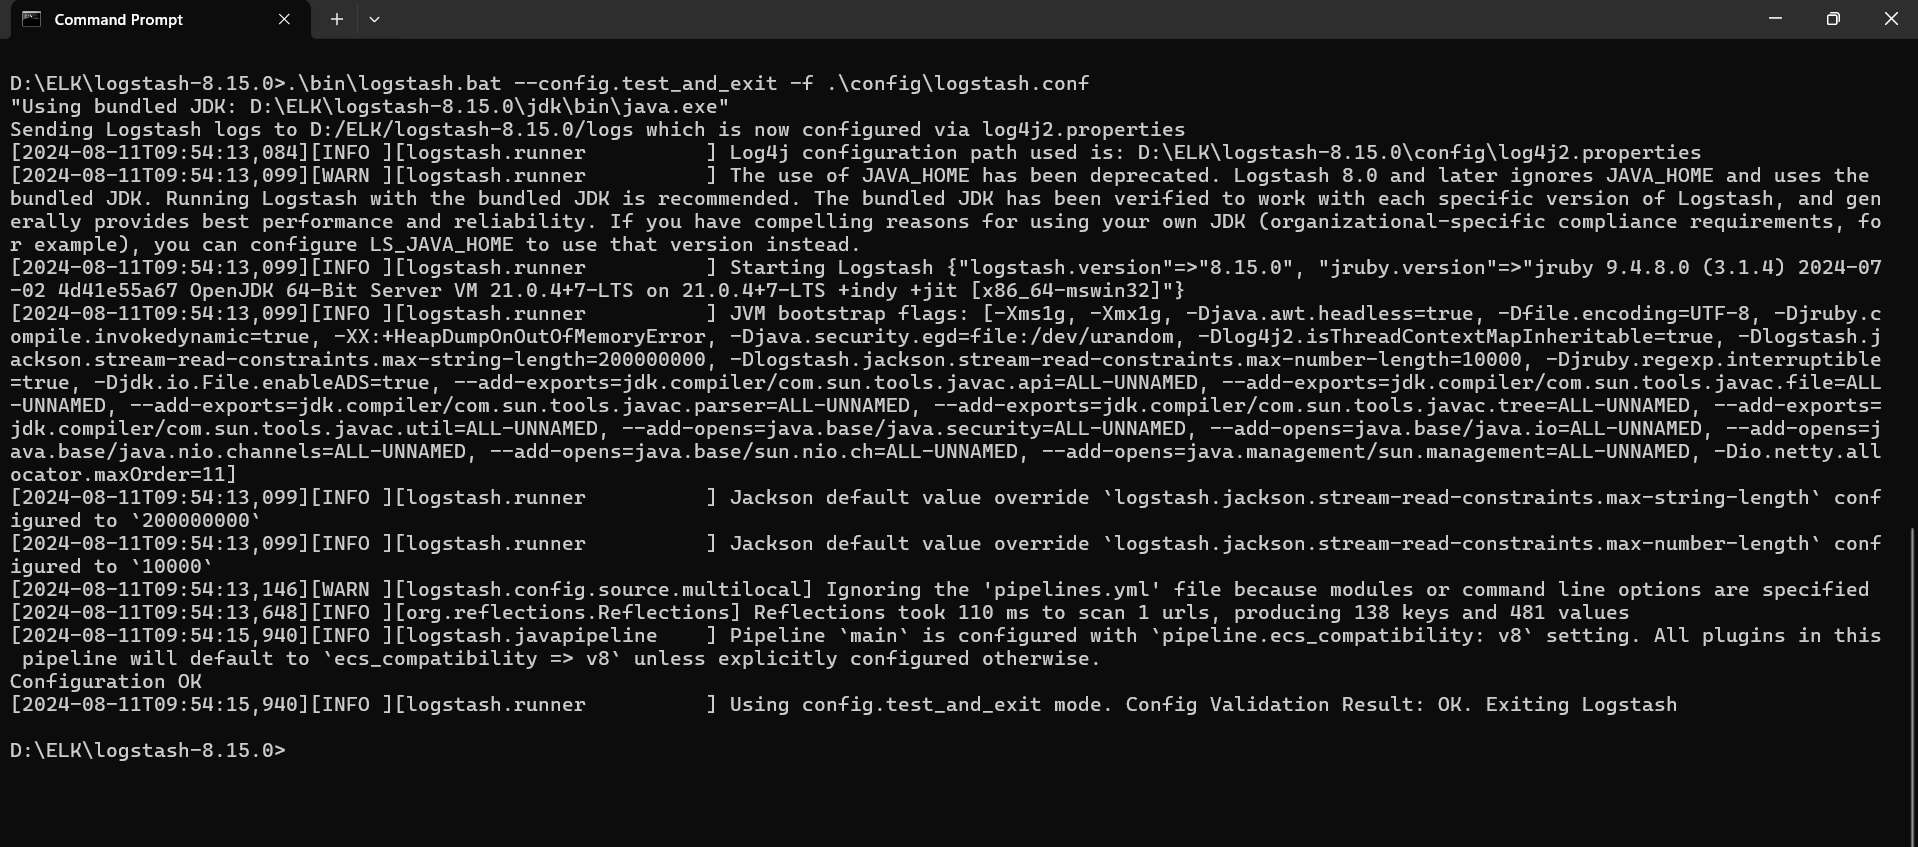 Command Prompt
D:\ELK\logstash-8.15.0>.\bin\logstash.bat --config.test_and_exit -f .\config\logstash.conf
"Using bundled JDK: D:\ELK\logstash-8.15.0\jdk\bin\java.exe"
Sending Logstash logs to D:/ELK/logstash-8.15.0/logs which is now configured via log4j2.properties
[2024-08-11T09:54:13,084][INFO ][logstash.runner          ] Log4j configuration path used is: D:\ELK\logstash-8.15.0\config\log4j2.properties
[2024-08-11T09:54:13,099][WARN ][logstash.runner          ] The use of JAVA_HOME has been deprecated. Logstash 8.0 and later ignores JAVA_HOME and uses the
bundled JDK. Running Logstash with the bundled JDK is recommended. The bundled JDK has been verified to work with each specific version of Logstash, and gen
erally provides best performance and reliability. If you have compelling reasons for using your own JDK (organizational-specific compliance requirements, fo
r example), you can configure LS_JAVA_HOME to use that version instead.
[2024-08-11T09:54:13,099][INFO ][logstash.runner          ] Starting Logstash {"logstash.version"=>"8.15.0", "jruby.version"=>"jruby 9.4.8.0 (3.1.4) 2024-07
-02 4d41e55a67 OpenJDK 64-Bit Server VM 21.0.4+7-LTS on 21.0.4+7-LTS +indy +jit [x86_64-mswin32]"}
[2024-08-11T09:54:13,099][INFO ][logstash.runner          ] JVM bootstrap flags: [-Xms1g, -Xmx1g, -Djava.awt.headless=true, -Dfile.encoding=UTF-8, -Djruby.c
ompile.invokedynamic=true, -XX:+HeapDumpOnOutOfMemoryError, -Djava.security.egd=file:/dev/urandom, -Dlog4j2.isThreadContextMapInheritable=true, -Dlogstash.j
ackson.stream-read-constraints.max-string-length=200000000, -Dlogstash.jackson.stream-read-constraints.max-number-length=10000, -Djruby.regexp.interruptible
=true, -Djdk.io.File.enableADS=true, --add-exports=jdk.compiler/com.sun.tools.javac.api=ALL-UNNAMED, --add-exports=jdk.compiler/com.sun.tools.javac.file=ALL
-UNNAMED, --add-exports=jdk.compiler/com.sun.tools.javac.parser=ALL-UNNAMED, --add-exports=jdk.compiler/com.sun.tools.javac.tree=ALL-UNNAMED, --add-exports=
jdk.compiler/com.sun.tools.javac.util=ALL-UNNAMED, --add-opens=java.base/java.security=ALL-UNNAMED, --add-opens=java.base/java.io=ALL-UNNAMED, --add-opens=j
ava.base/java.nio.channels=ALL-UNNAMED, --add-opens=java.base/sun.nio.ch=ALL-UNNAMED, --add-opens=java.management/sun.management=ALL-UNNAMED, -Dio.netty.all
ocator.maxOrder=11]
[2024-08-11T09:54:13,099][INFO ][logstash.runner          ] Jackson default value override `logstash.jackson.stream-read-constraints.max-string-length` conf
igured to `200000000`
[2024-08-11T09:54:13,099][INFO ][logstash.runner          ] Jackson default value override `logstash.jackson.stream-read-constraints.max-number-length` conf
igured to `10000`
[2024-08-11T09:54:13,146][WARN ][logstash.config.source.multilocal] Ignoring the 'pipelines.yml' file because modules or command line options are specified
[2024-08-11T09:54:13,648][INFO ][org.reflections.Reflections] Reflections took 110 ms to scan 1 urls, producing 138 keys and 481 values
[2024-08-11T09:54:15,940][INFO ][logstash.javapipeline    ] Pipeline `main` is configured with `pipeline.ecs_compatibility: v8` setting. All plugins in this
 pipeline will default to `ecs_compatibility => v8` unless explicitly configured otherwise.
Configuration OK
[2024-08-11T09:54:15,940][INFO ][logstash.runner          ] Using config.test_and_exit mode. Config Validation Result: OK. Exiting Logstash
D:\ELK\logstash-8.15.0>